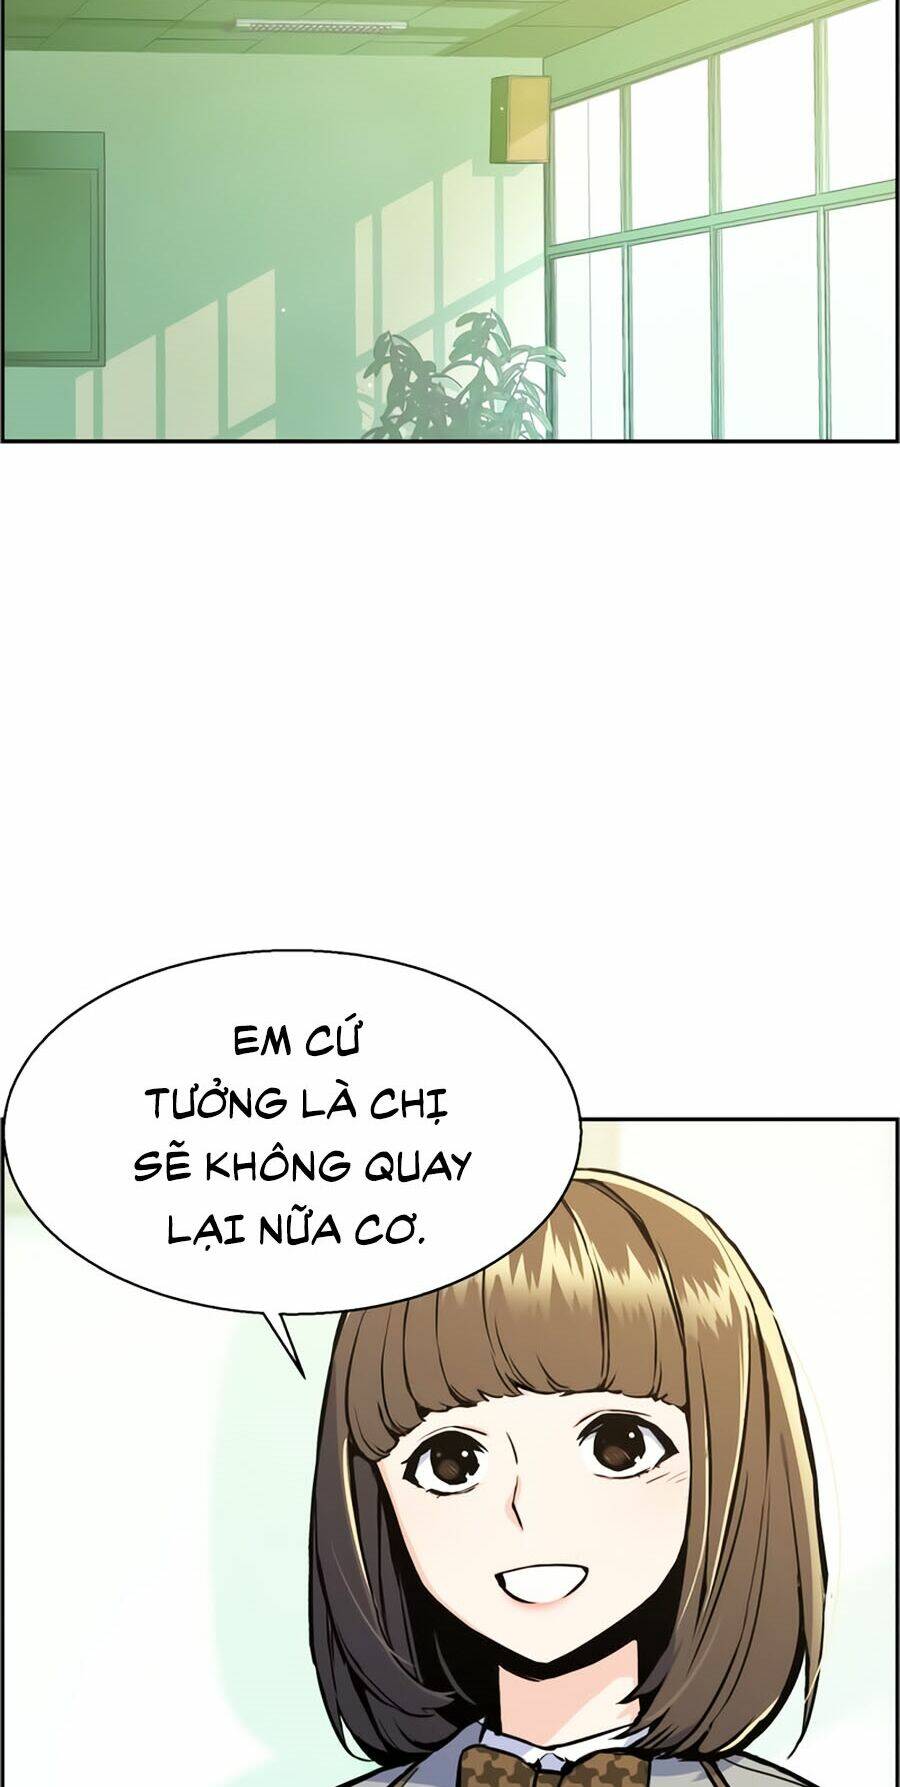 EM CỨ
TƯỞNG LÀ CHỊ
SẼ KHÔNG QUAY
LẠI NỮA CƠ.